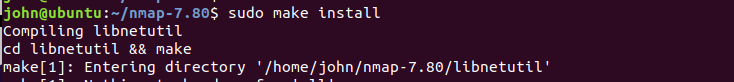 john@ubuntu:~/nmap-7.80$ sudo make install
Compiling libnetutil
cd libnetutil && make
make[1]: Entering directory '/home/john/nmap-7.80/libnetutil'